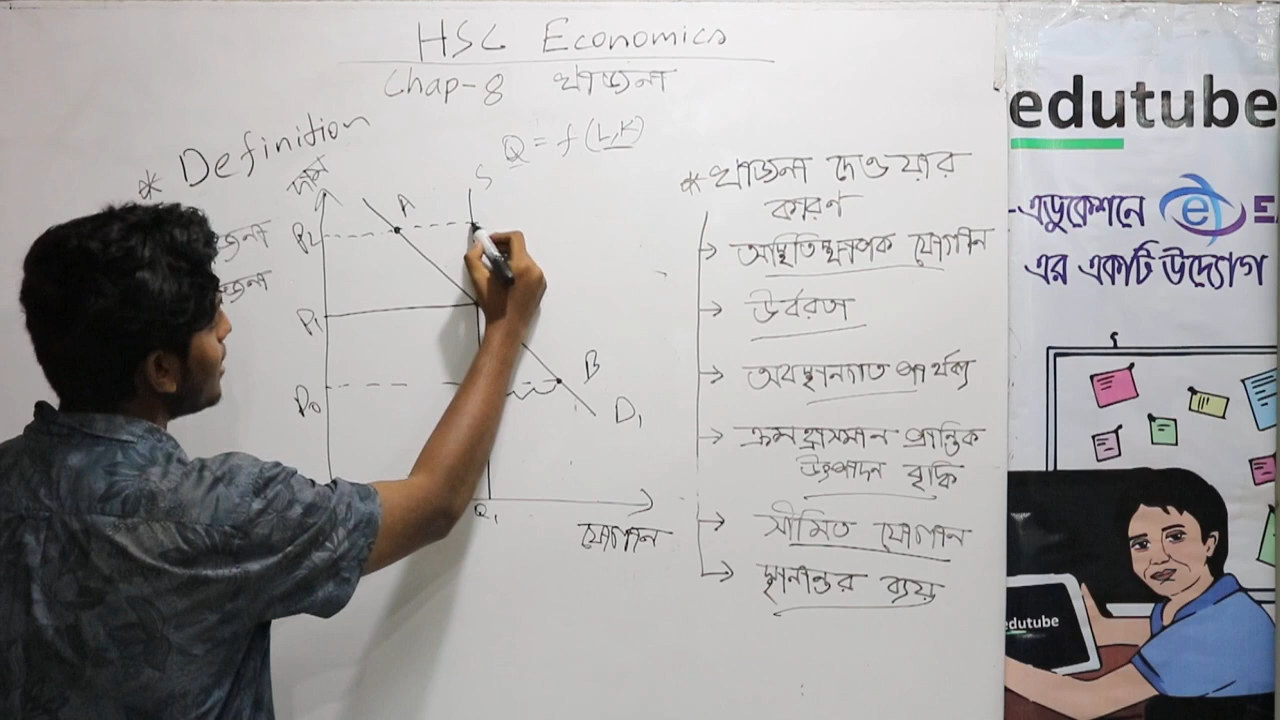 HSC Economics
Chap-8 খাজনা
* Definition
Q = f(L,K)
দাম
S
A
P2
P1
P0
B
D1
Q1
যোগান
* খাজনা দেওয়ার
কারণ
→ অস্থিতিস্থাপক যোগান
→ উর্বরতা
→ অবস্থানগত পার্থক্য
→ ক্রমহ্রাসমান প্রান্তিক
উৎপাদন বৃদ্ধি
→ সীমিত যোগান
→ স্থানান্তর ব্যয়
edutube
এডুকেশনে
এর একটি উদ্যোগ
edutube